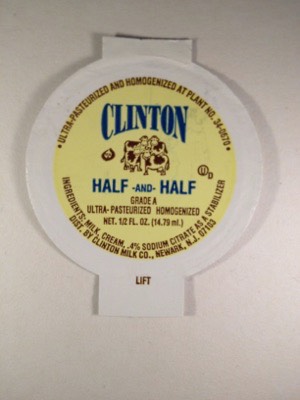 • ULTRA-PASTEURIZED AND HOMOGENIZED AT PLANT NO. 34-0870 •
CLINTON
U D
HALF -AND- HALF
GRADE A
ULTRA- PASTEURIZED HOMOGENIZED
NET. 1/2 FL. OZ. (14.79 ml.)
INGREDIENTS: MILK, CREAM, .4% SODIUM CITRATE AS A STABILIZER
DIST. BY CLINTON MILK CO., NEWARK, N.J. 07103
LIFT